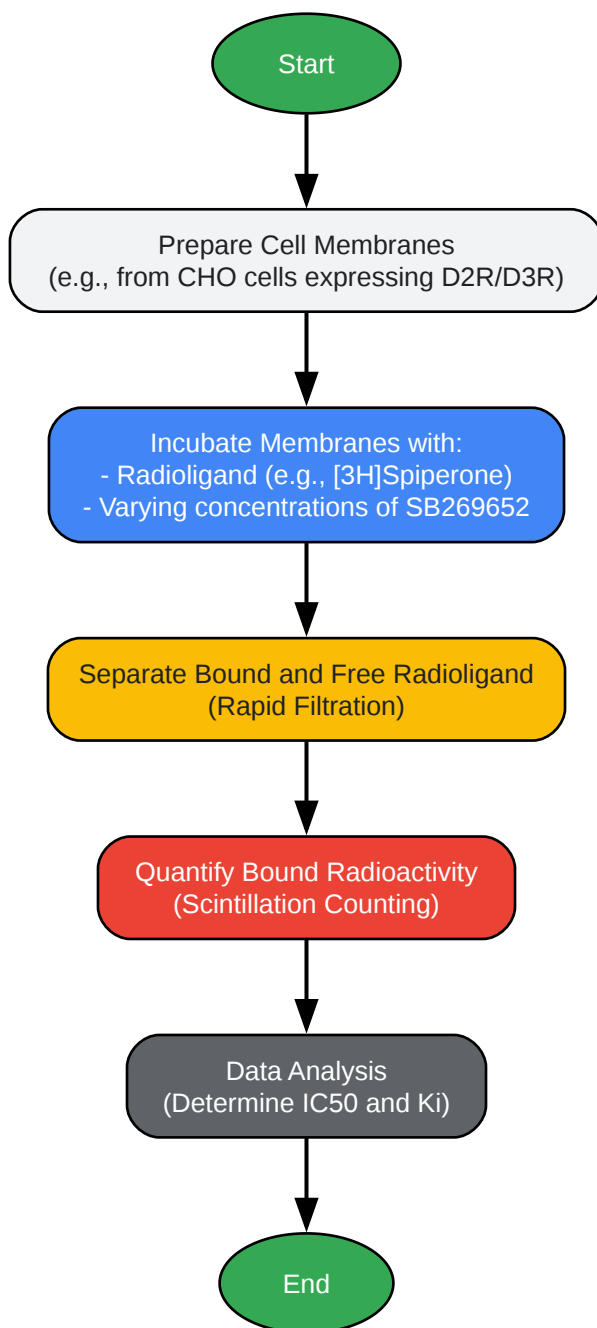 Start
Prepare Cell Membranes
(e.g., from CHO cells expressing D2R/D3R)
Incubate Membranes with:
- Radioligand (e.g., [3H]Spiperone)
- Varying concentrations of SB269652
Separate Bound and Free Radioligand
(Rapid Filtration)
Quantify Bound Radioactivity
(Scintillation Counting)
Data Analysis
(Determine IC50 and Ki)
End